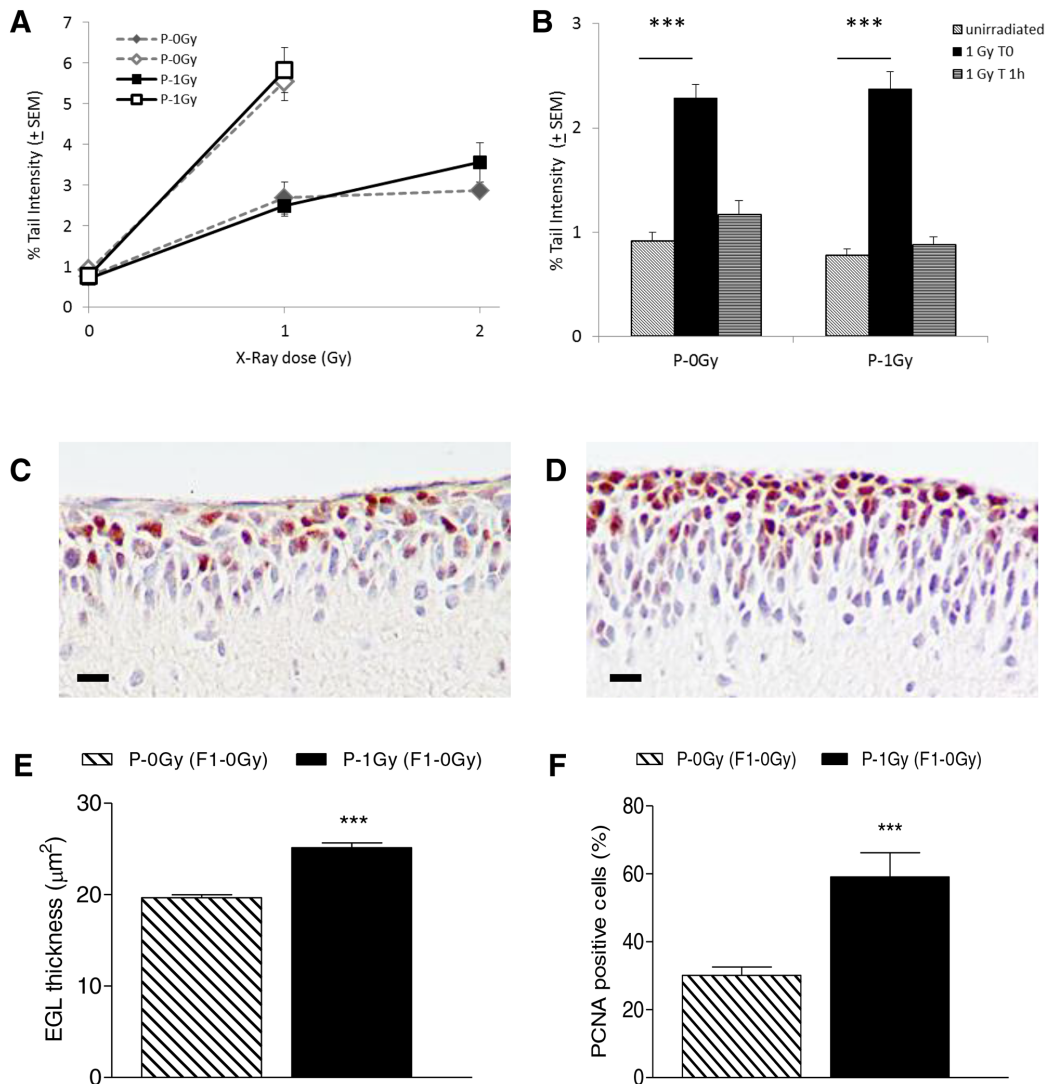 A
7
6
5
4
3
2
1
0
% Tail Intensity (± SEM)
P-0Gy
P-0Gy
P-1Gy
P-1Gy
0 1 2
X-Ray dose (Gy)
B
3
2
1
0
% Tail Intensity (± SEM)
*** ***
unirradiated
1 Gy T0
1 Gy T 1h
P-0Gy P-1Gy
C
D
E
P-0Gy (F1-0Gy) P-1Gy (F1-0Gy)
30
20
10
0
EGL thickness (μm²)
***
F
P-0Gy (F1-0Gy) P-1Gy (F1-0Gy)
80
60
40
20
0
PCNA positive cells (%)
***